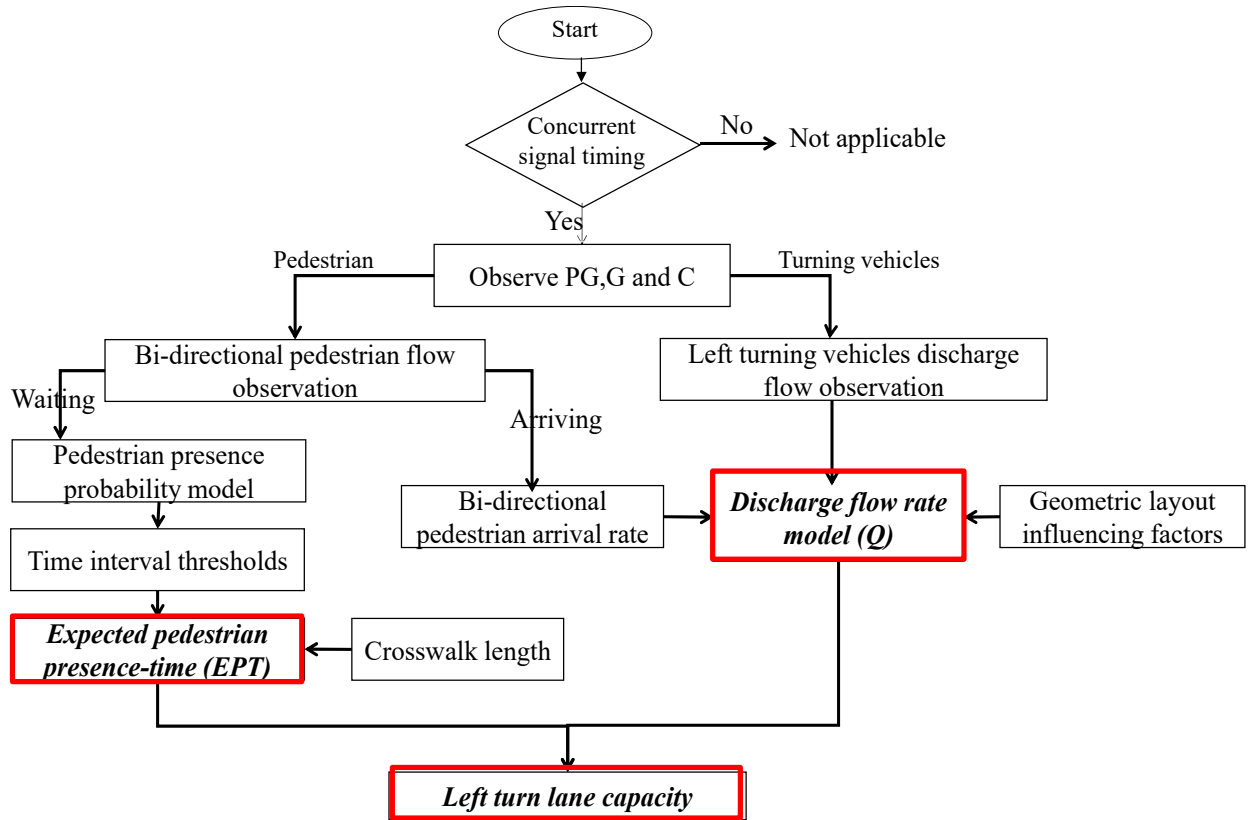 Start
Concurrent
signal timing
No
Not applicable
Yes
Pedestrian
Observe PG,G and C
Turning vehicles
Bi-directional pedestrian flow
observation
Left turning vehicles discharge
flow observation
Waiting
Arriving
Pedestrian presence
probability model
Bi-directional
pedestrian arrival rate
Discharge flow rate
model (Q)
Geometric layout
influencing factors
Time interval thresholds
Expected pedestrian
presence-time (EPT)
Crosswalk length
Left turn lane capacity